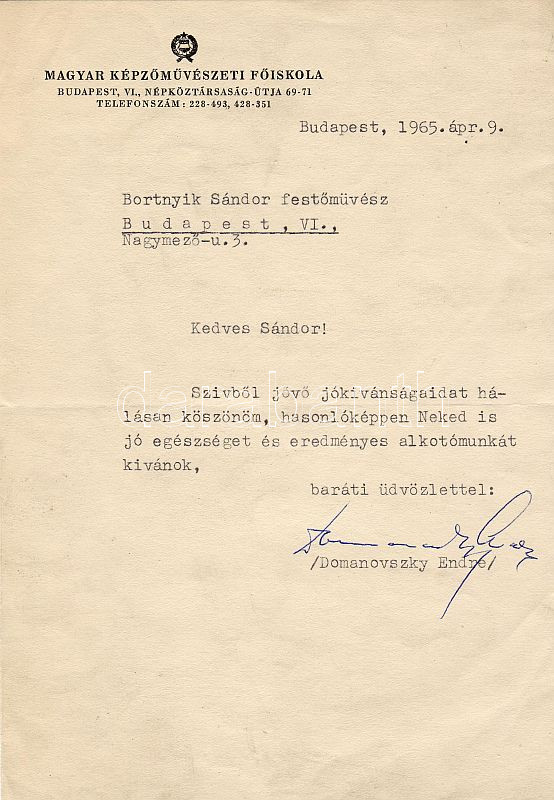 MAGYAR KÉPZŐMŰVÉSZETI FŐISKOLA
BUDAPEST, VI., NÉPKÖZTÁRSASÁG-ÚTJA 69-71
TELEFONSZÁM: 228-493, 428-351
Budapest, 1965.ápr.9.
Bortnyik Sándor festőmüvész
B u d a p e s t , VI.,
Nagymező-u.3.
Kedves Sándor!
Szivből jövő jókivánságaidat há-
lásan köszönöm, hasonlóképpen Neked is
jó egészséget és eredményes alkotómunkát
kivánok,
baráti üdvözlettel:
/Domanovszky Endre/